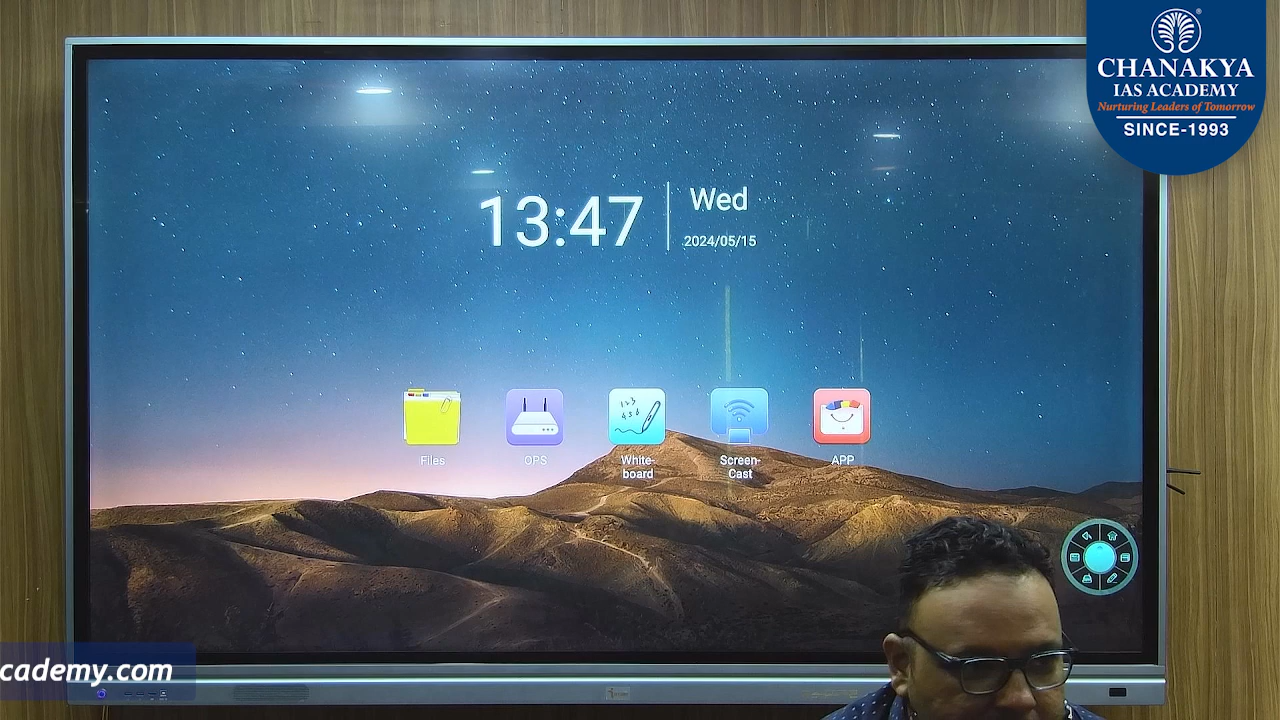 CHANAKYA
IAS ACADEMY
Nurturing Leaders of Tomorrow
SINCE-1993
13:47
Wed
2024/05/15
Files
OPS
White-
board
Screen-
Cast
APP
cademy.com